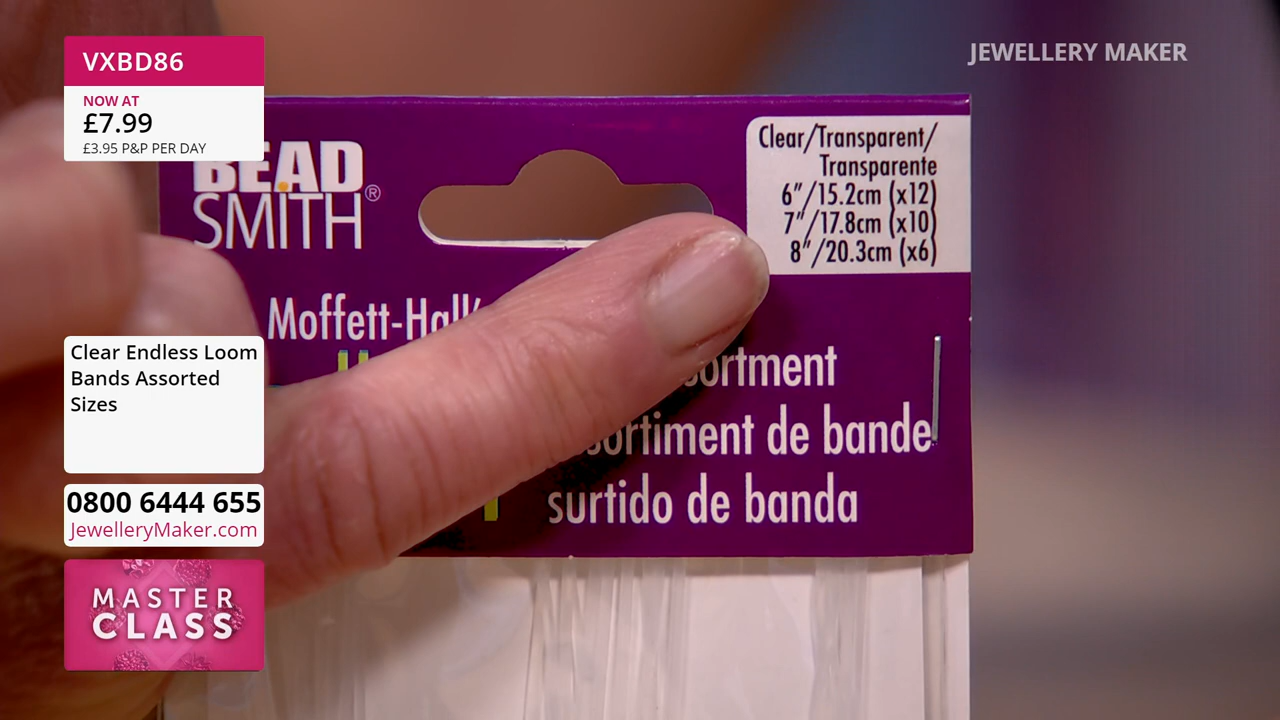 VXBD86
NOW AT
£7.99
£3.95 P&P PER DAY
JEWELLERY MAKER
BEAD
SMITH®
Clear/Transparent/
Transparente
6”/15.2cm (x12)
7”/17.8cm (x10)
8”/20.3cm (x6)
Moffett-Hall’
Clear Endless Loom
Bands Assorted
Sizes
ortment
sortiment de bande
surtido de banda
0800 6444 655
JewelleryMaker.com
MASTER
CLASS